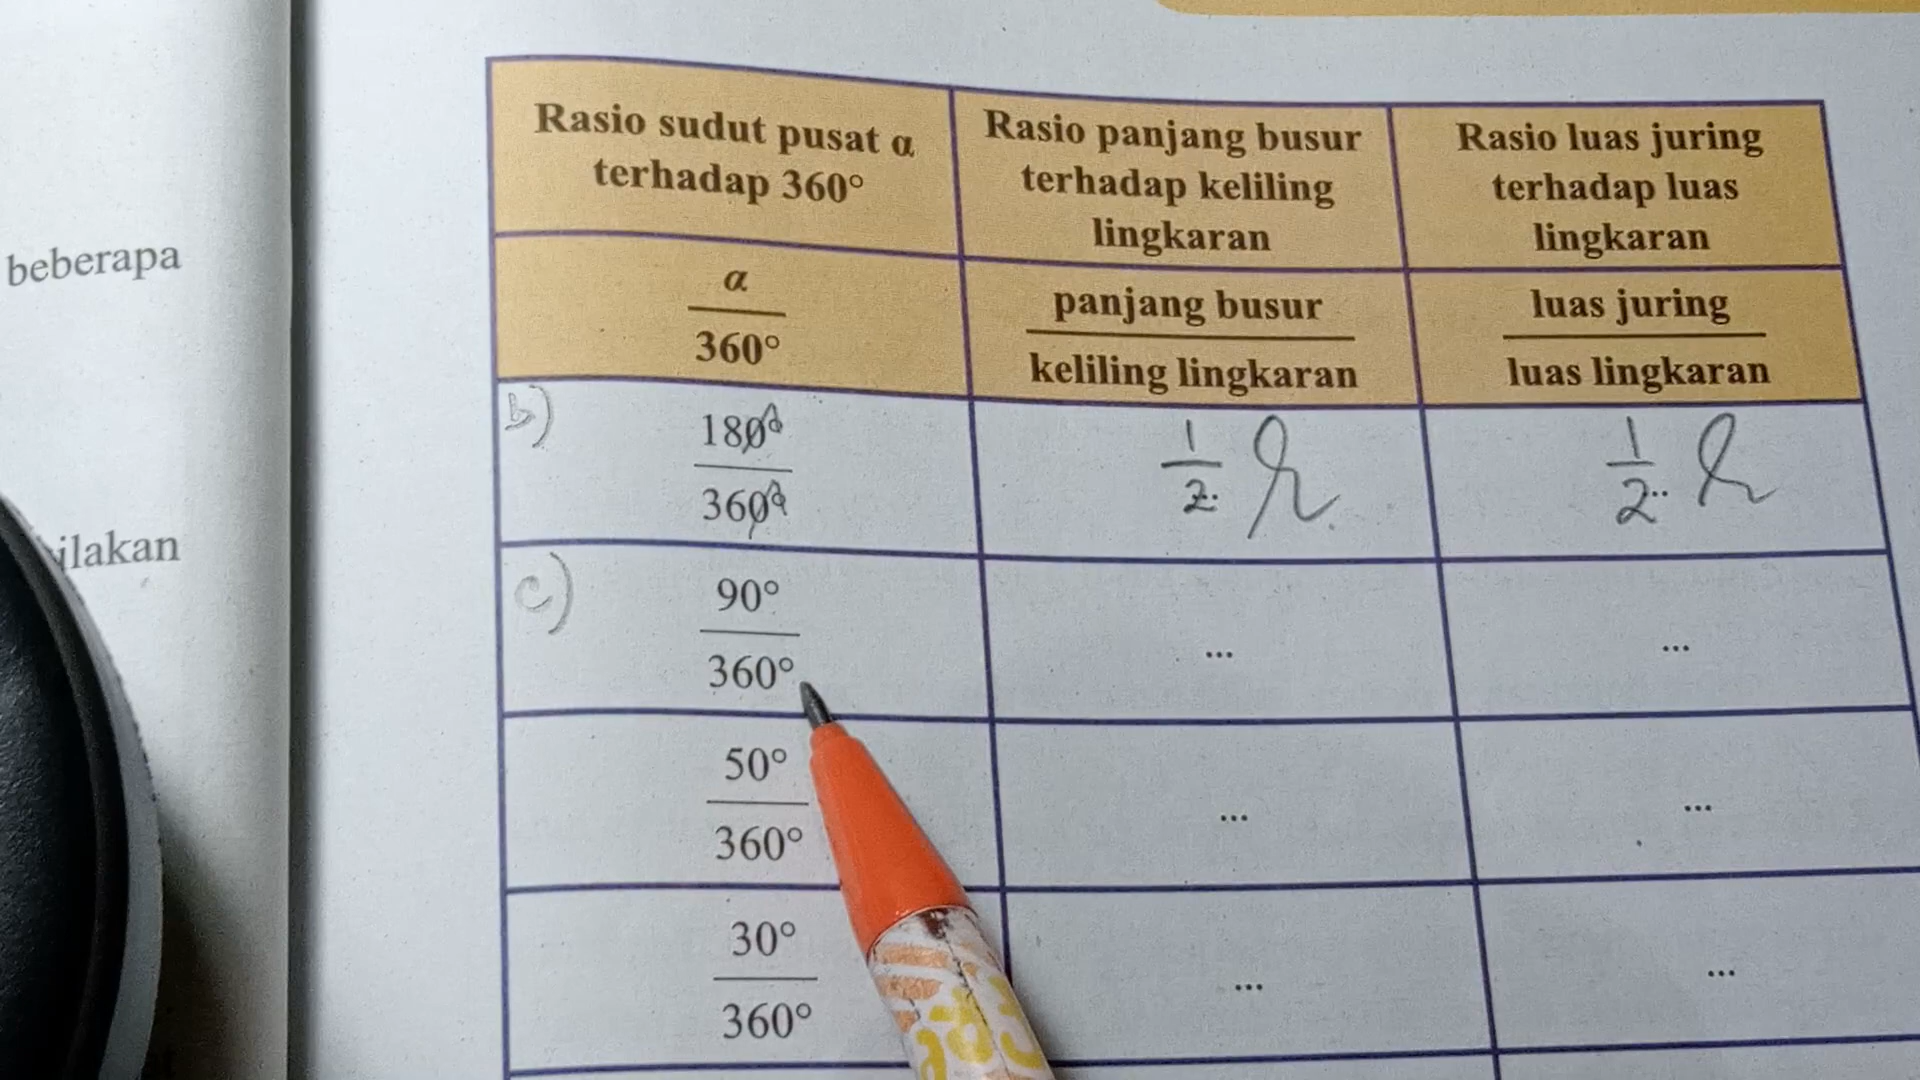 beberapa
ilakan
Rasio sudut pusat α
terhadap 360°
Rasio panjang busur
terhadap keliling
lingkaran
Rasio luas juring
terhadap luas
lingkaran
α
360°
panjang busur
keliling lingkaran
luas juring
luas lingkaran
b)
180°
360°
1
2
1
2
c)
90°
360°
...
...
50°
360°
...
...
30°
360°
...
...